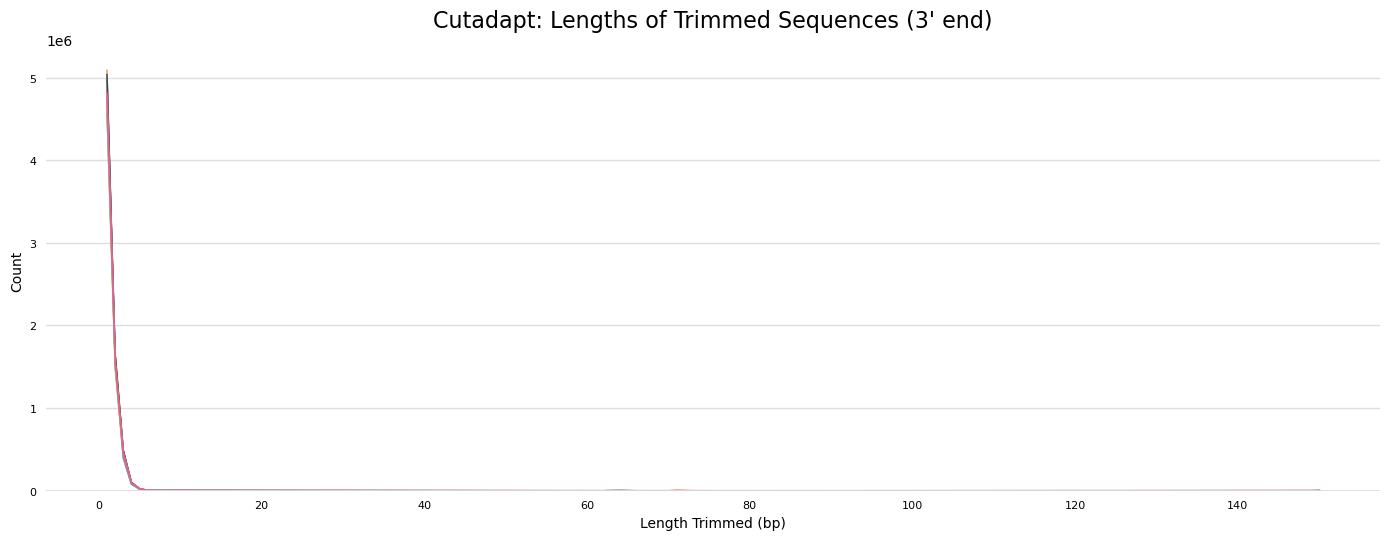 Cutadapt: Lengths of Trimmed Sequences (3' end)
1e6
5
4
3
2
1
0
Count
0 20 40 60 80 100 120 140
Length Trimmed (bp)